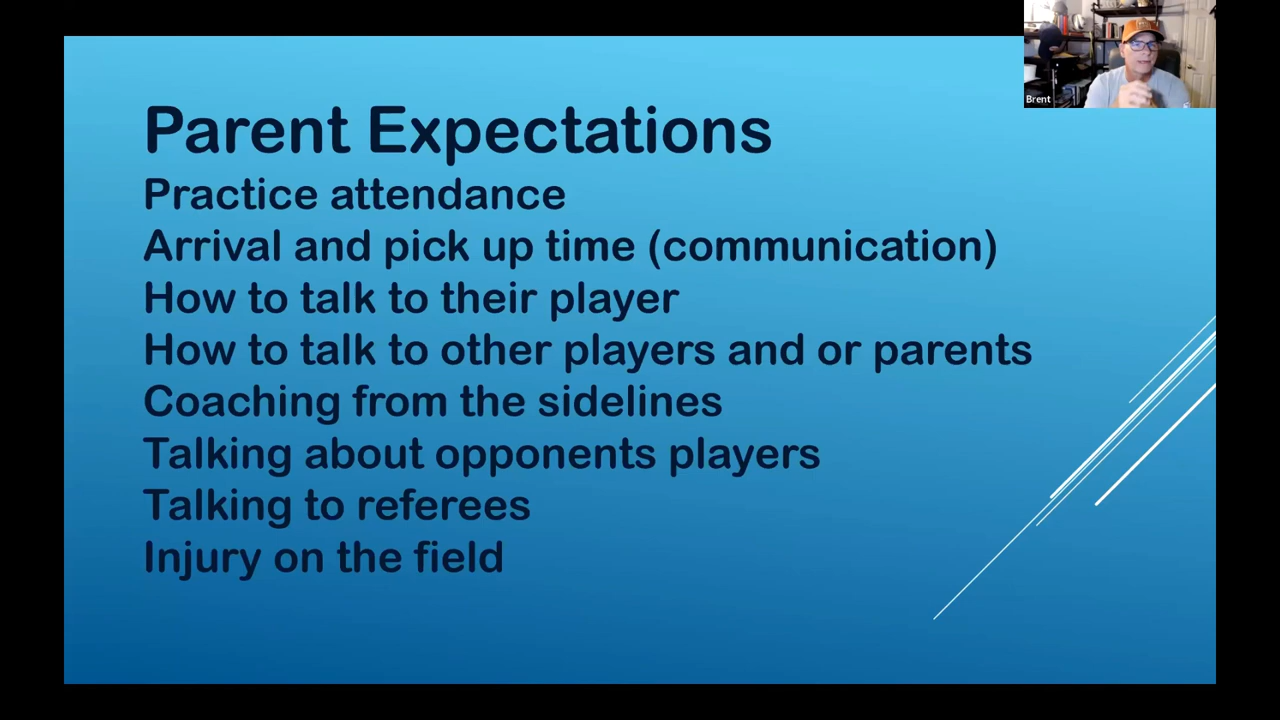 Parent Expectations
Practice attendance
Arrival and pick up time (communication)
How to talk to their player
How to talk to other players and or parents
Coaching from the sidelines
Talking about opponents players
Talking to referees
Injury on the field
Brent